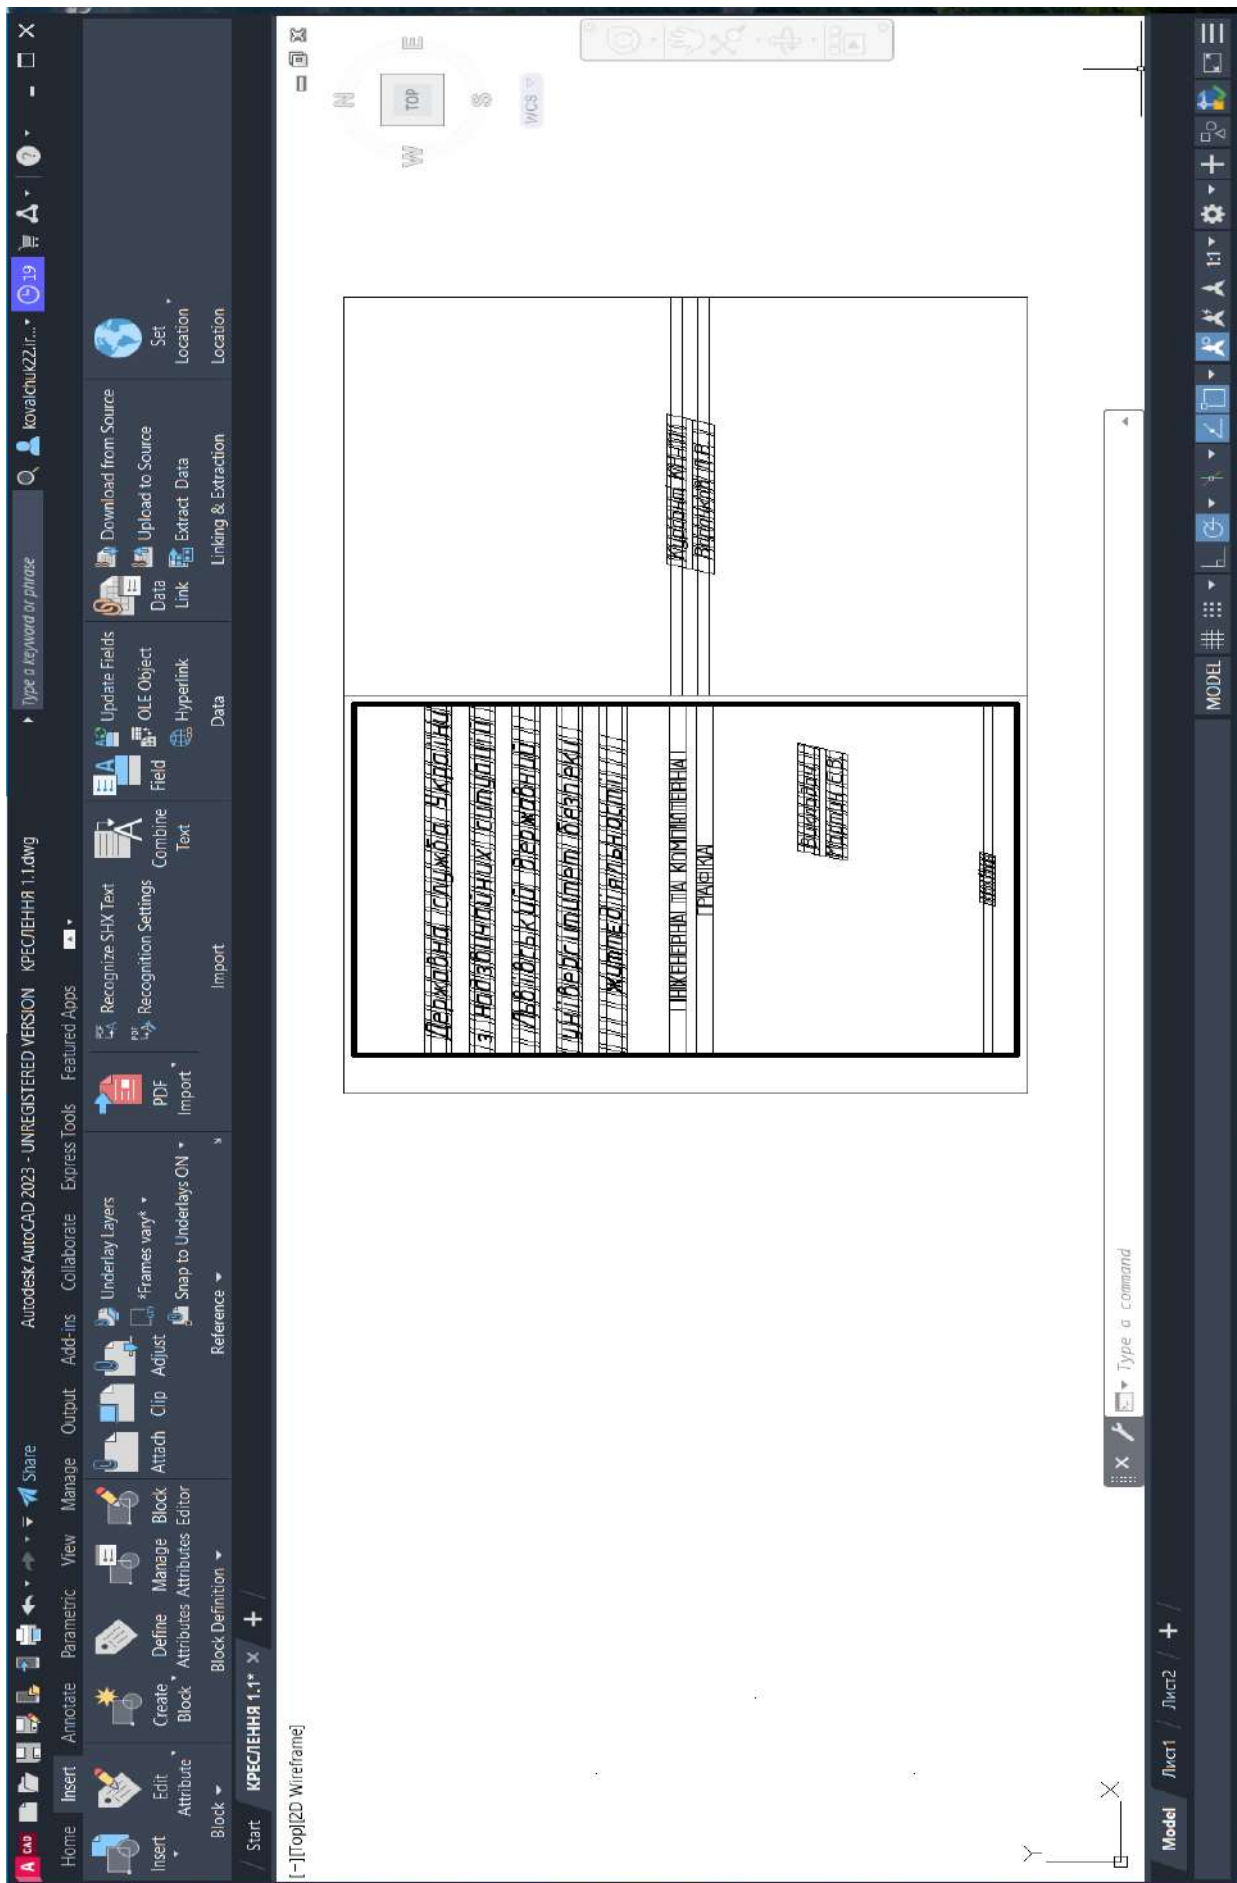 A CAD
Share
Autodesk AutoCAD 2023 - UNREGISTERED VERSION КРЕСЛЕННЯ 1.1.dwg
Type a keyword or phrase
kovalchuk22.ir...
19
Home Insert Annotate Parametric View Manage Output Add-ins Collaborate Express Tools Featured Apps
Insert
Edit Attribute
Create Block
Define Attributes
Manage Attributes
Block Editor
Attach
Clip
Adjust
Underlay Layers
*Frames vary*
Snap to Underlays ON
PDF Import
Recognize SHX Text
Recognition Settings
Combine Text
Field
Update Fields
OLE Object
Hyperlink
Data Link
Download from Source
Upload to Source
Extract Data
Set Location
Block
Block Definition
Reference
Import
Data
Linking & Extraction
Location
Start
КРЕСЛЕННЯ 1.1*
[–][Top][2D Wireframe]
N
W TOP E
S
WCS
Державна служба України
з надзвичайних ситуацій
Львівський державний
університет безпеки
життєдіяльності
ІНЖЕНЕРНА ТА КОМП'ЮТЕРНА
ГРАФІКА
Викладач
Мартин Є.В.
Y
X
Type a command
Model Лист1 Лист2
MODEL
1:1